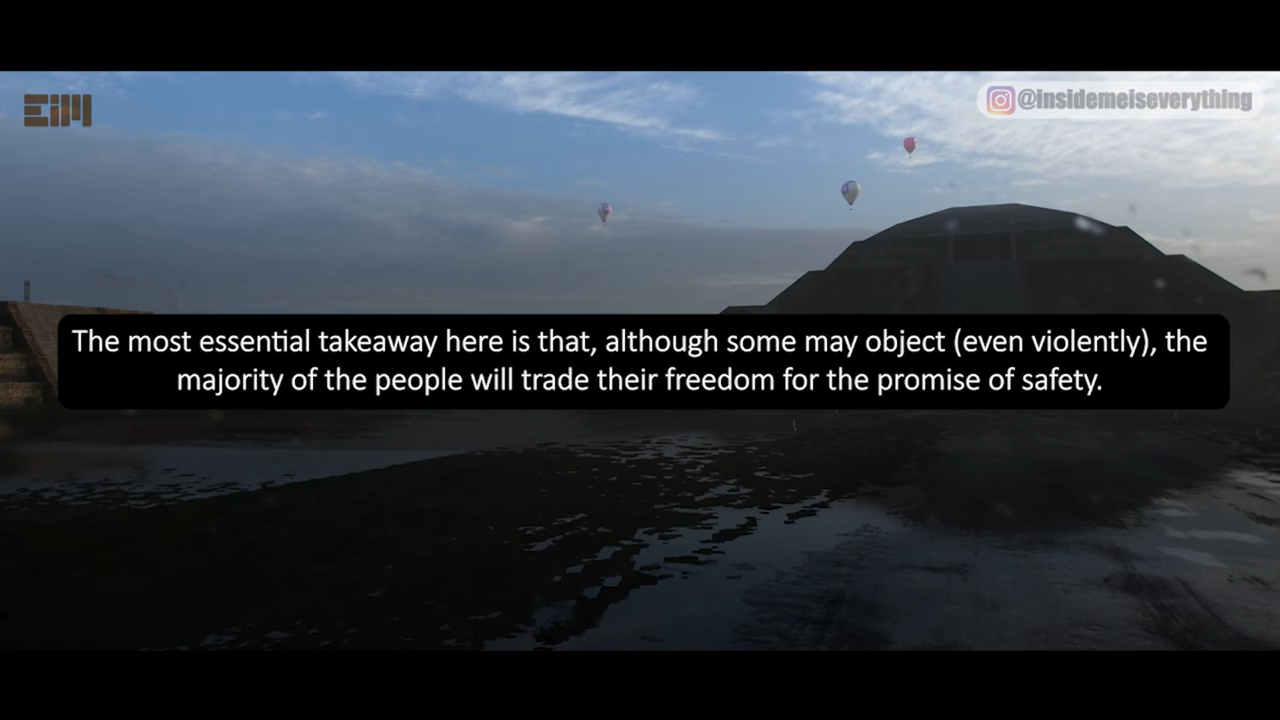 EiM
@insidemeiseverything
The most essential takeaway here is that, although some may object (even violently), the
majority of the people will trade their freedom for the promise of safety.